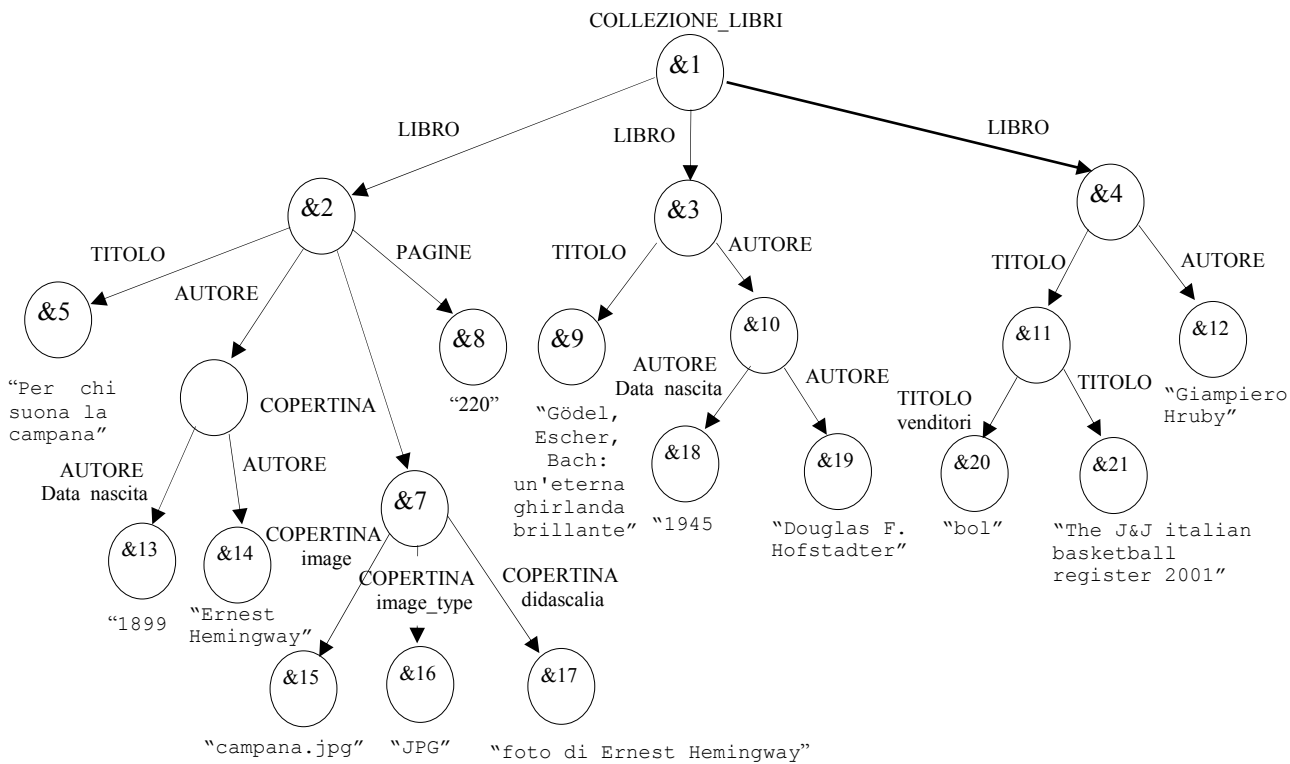 COLLEZIONE_LIBRI
&1
LIBRO
LIBRO
LIBRO
&2
&3
&4
TITOLO
AUTORE
PAGINE
TITOLO
AUTORE
TITOLO
AUTORE
&5
&8
&9
&10
&11
&12
“Per chi
suona la
campana”
COPERTINA
“220”
“Gödel,
Escher,
Bach:
un'eterna
ghirlanda
brillante”
AUTORE
Data nascita
AUTORE
TITOLO
venditori
TITOLO
“Giampiero
Hruby”
AUTORE
Data nascita
AUTORE
&7
&18
&19
&20
&21
“1945
“Douglas F.
Hofstadter”
“bol”
“The J&J italian
basketball
register 2001”
&13
&14
“1899
“Ernest
Hemingway”
COPERTINA
image
COPERTINA
image_type
COPERTINA
didascalia
&15
&16
&17
“campana.jpg”
“JPG”
“foto di Ernest Hemingway”